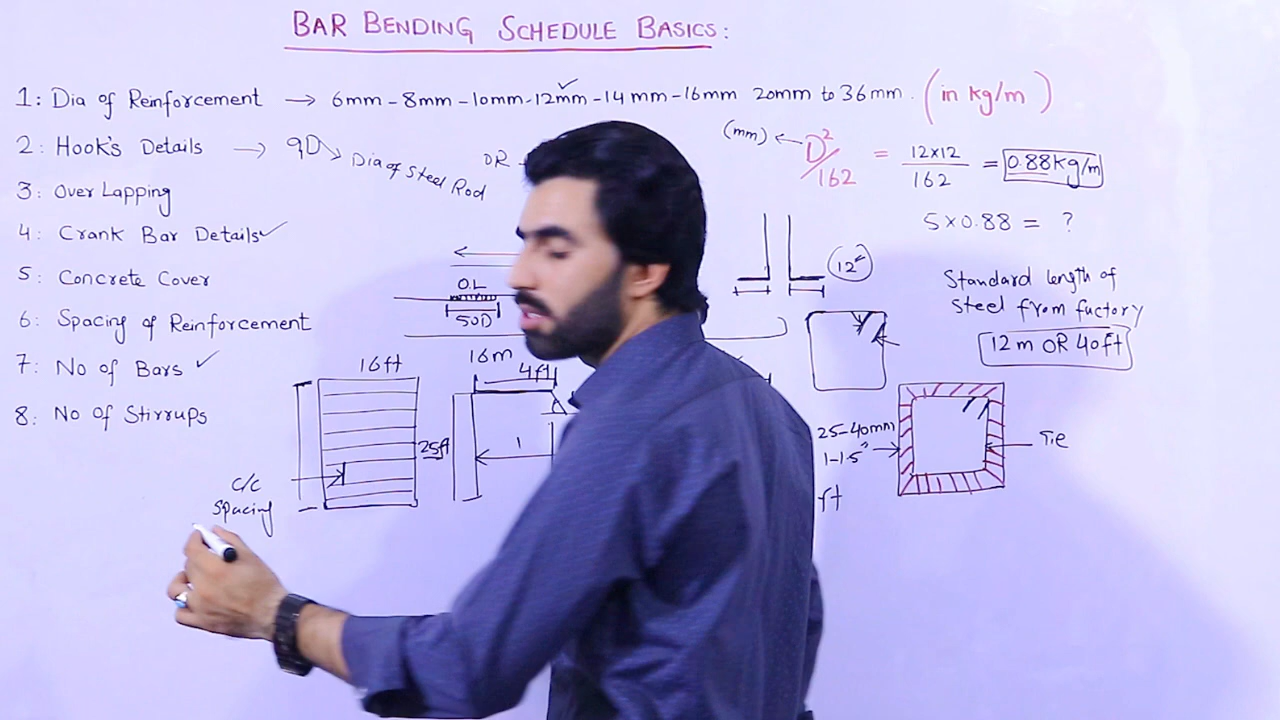 BAR BENDING SCHEDULE BASICS:
1: Dia of Reinforcement → 6mm - 8mm - 10mm - 12mm - 14mm - 16mm 20mm to 36mm. (in kg/m)
2: Hook's Details → 9D Dia of Steel Rod OR
(mm) ← D²/162 = 12×12/162 = 0.88kg/m
3: Over Lapping
4: Crank Bar Details ✓
5 × 0.88 = ?
5: Concrete Cover
6: Spacing of Reinforcement
7: No of Bars ✓
8: No of Stirrups
O.L
50D
12"
Standard length of
steel from factory
12m OR 40ft
16ft
16m
4ft
25ft
1
c/c
Spacing
25-40mm
1-1.5"
Tie
ft